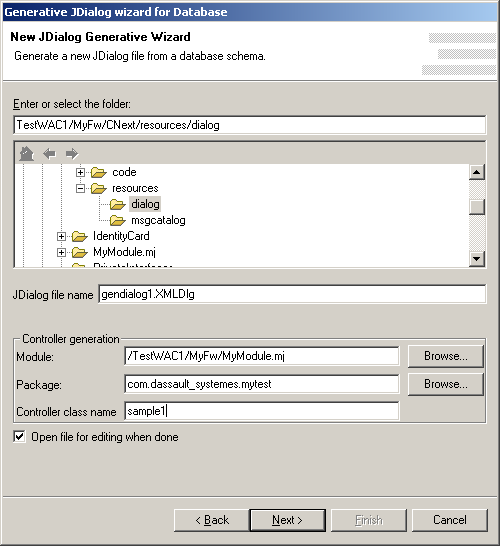 Generative JDialog wizard for Database
New JDialog Generative Wizard
Generate a new JDialog file from a database schema.
Enter or select the folder:
TestWAC1/MyFw/CNext/resources/dialog
code
resources
dialog
msgcatalog
IdentityCard
MyModule.mj
PrivateInterfaces
JDialog file name gendialog1.XMLDlg
Controller generation
Module: /TestWAC1/MyFw/MyModule.mj Browse...
Package: com.dassault_systemes.mytest Browse...
Controller class name sample1
Open file for editing when done
< Back Next > Finish Cancel